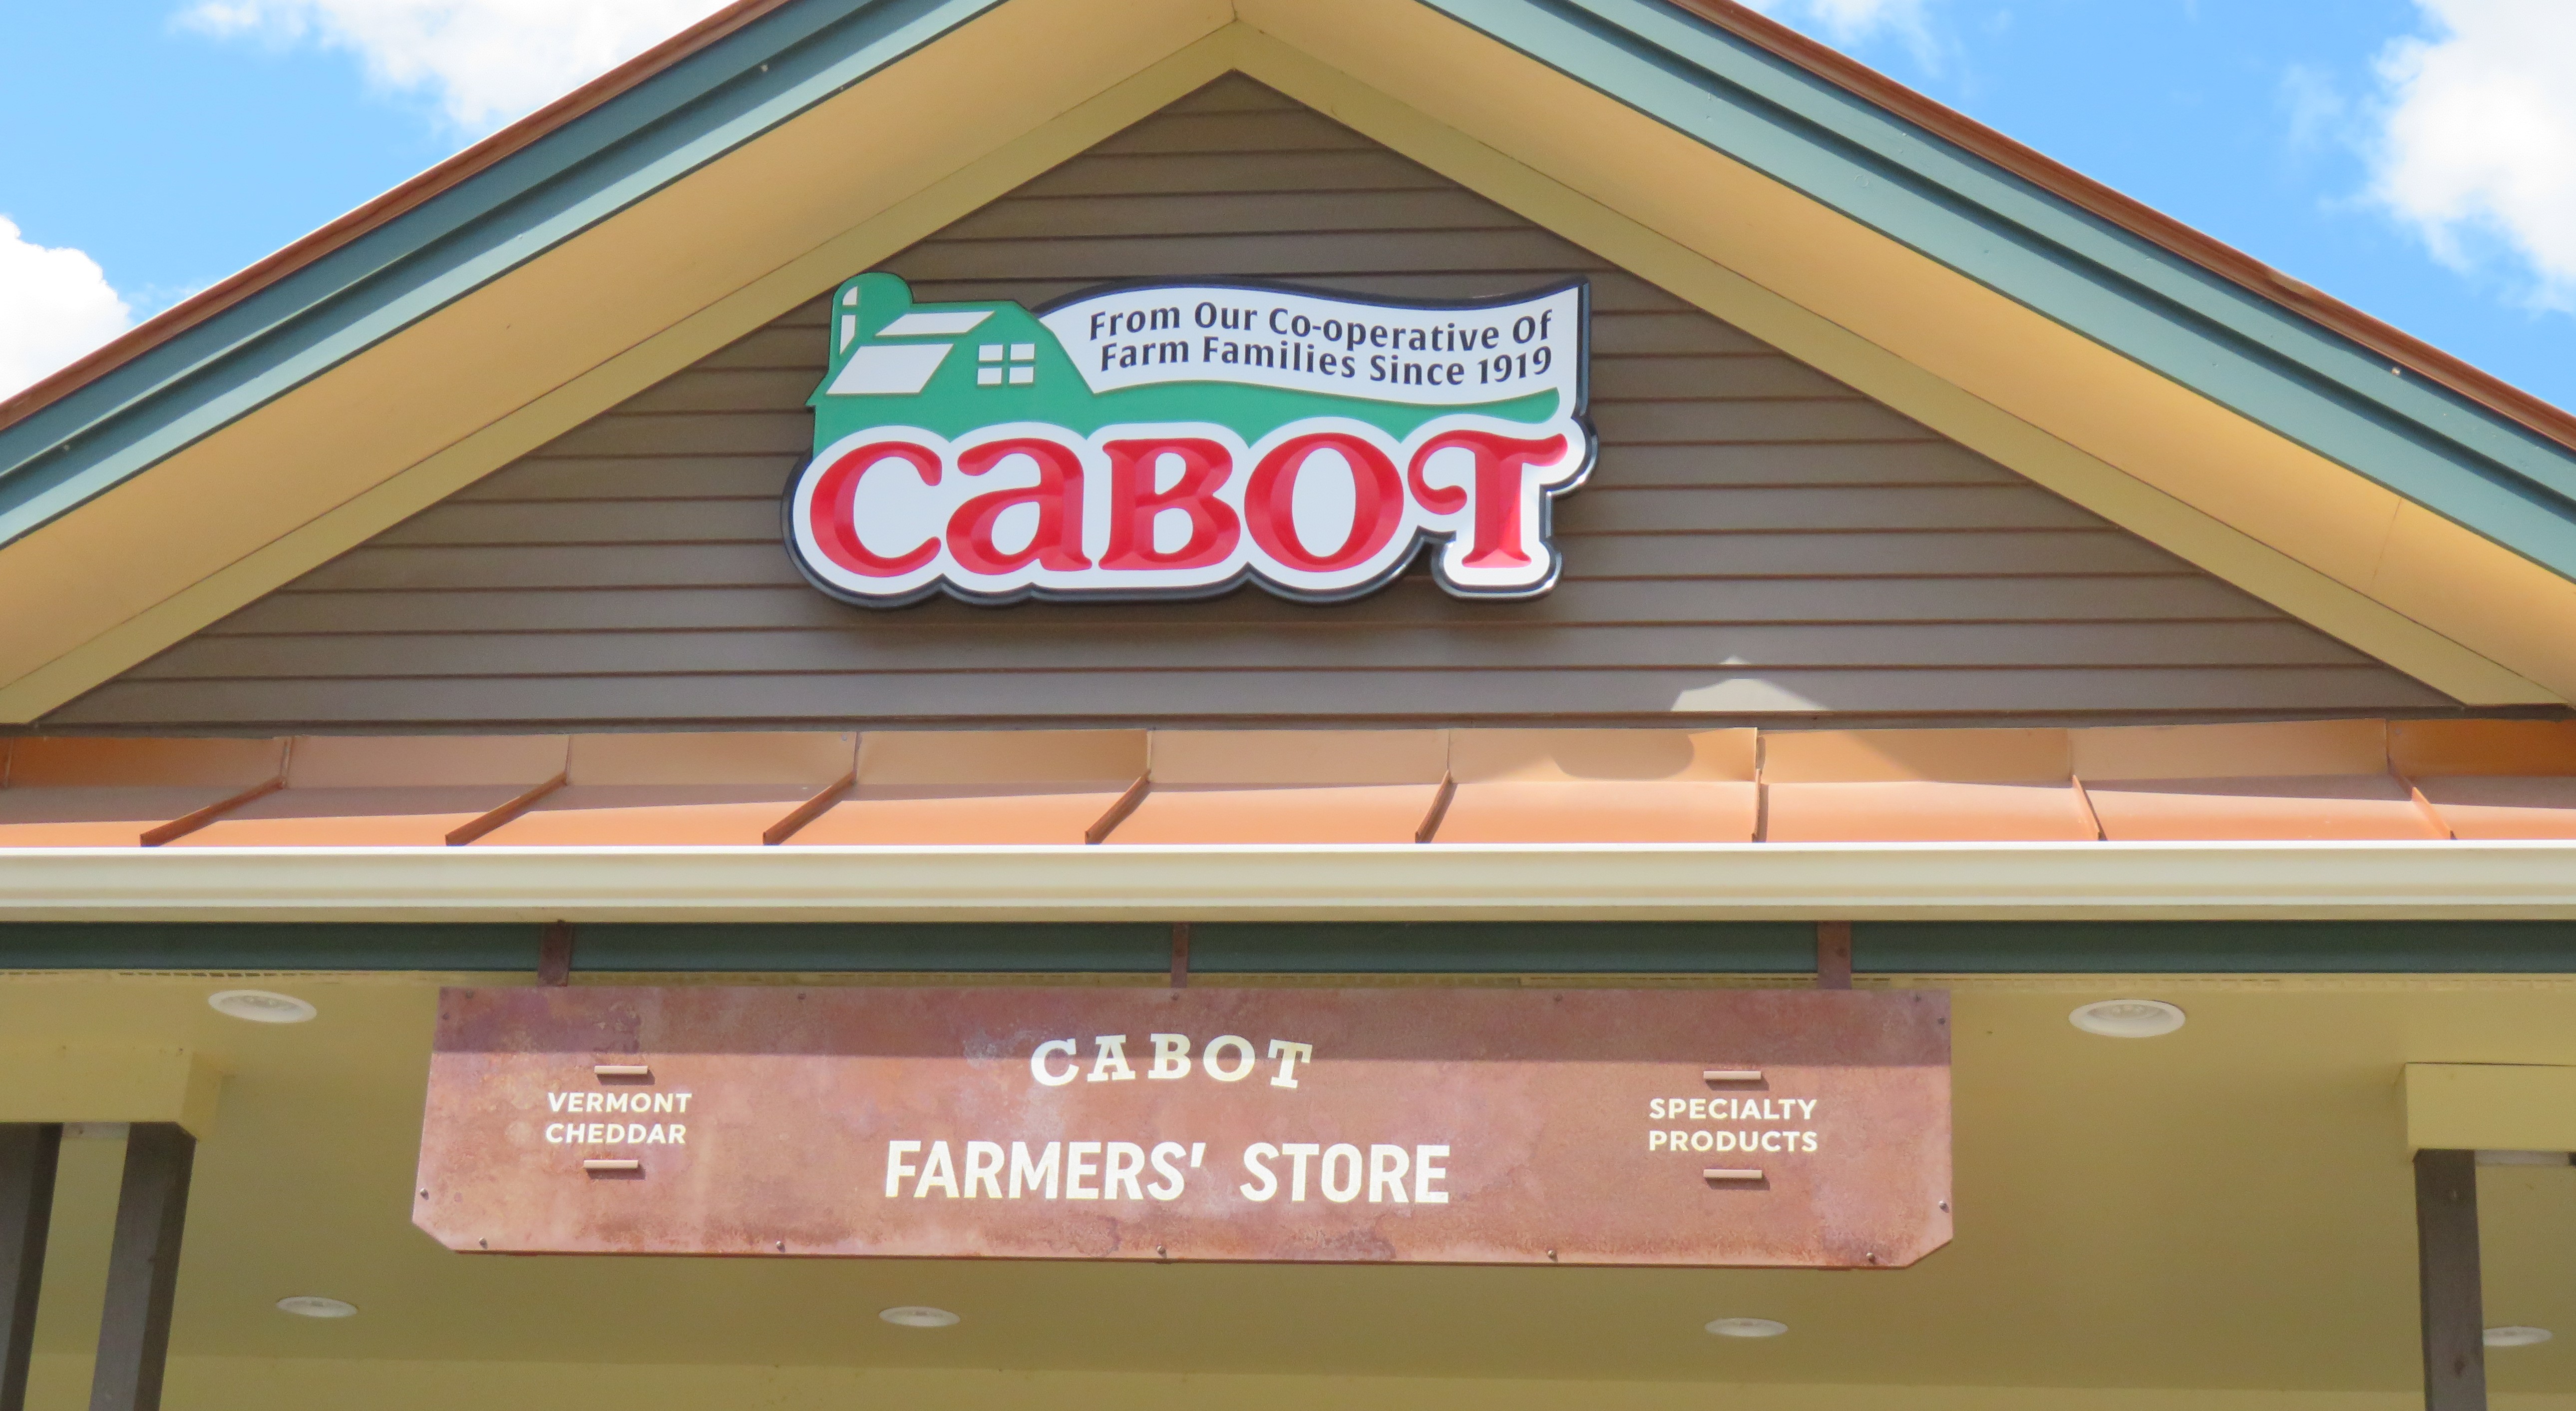 From Our Co-operative Of
Farm Families Since 1919
CABOT
CABOT
FARMERS' STORE
VERMONT
CHEDDAR
SPECIALTY
PRODUCTS